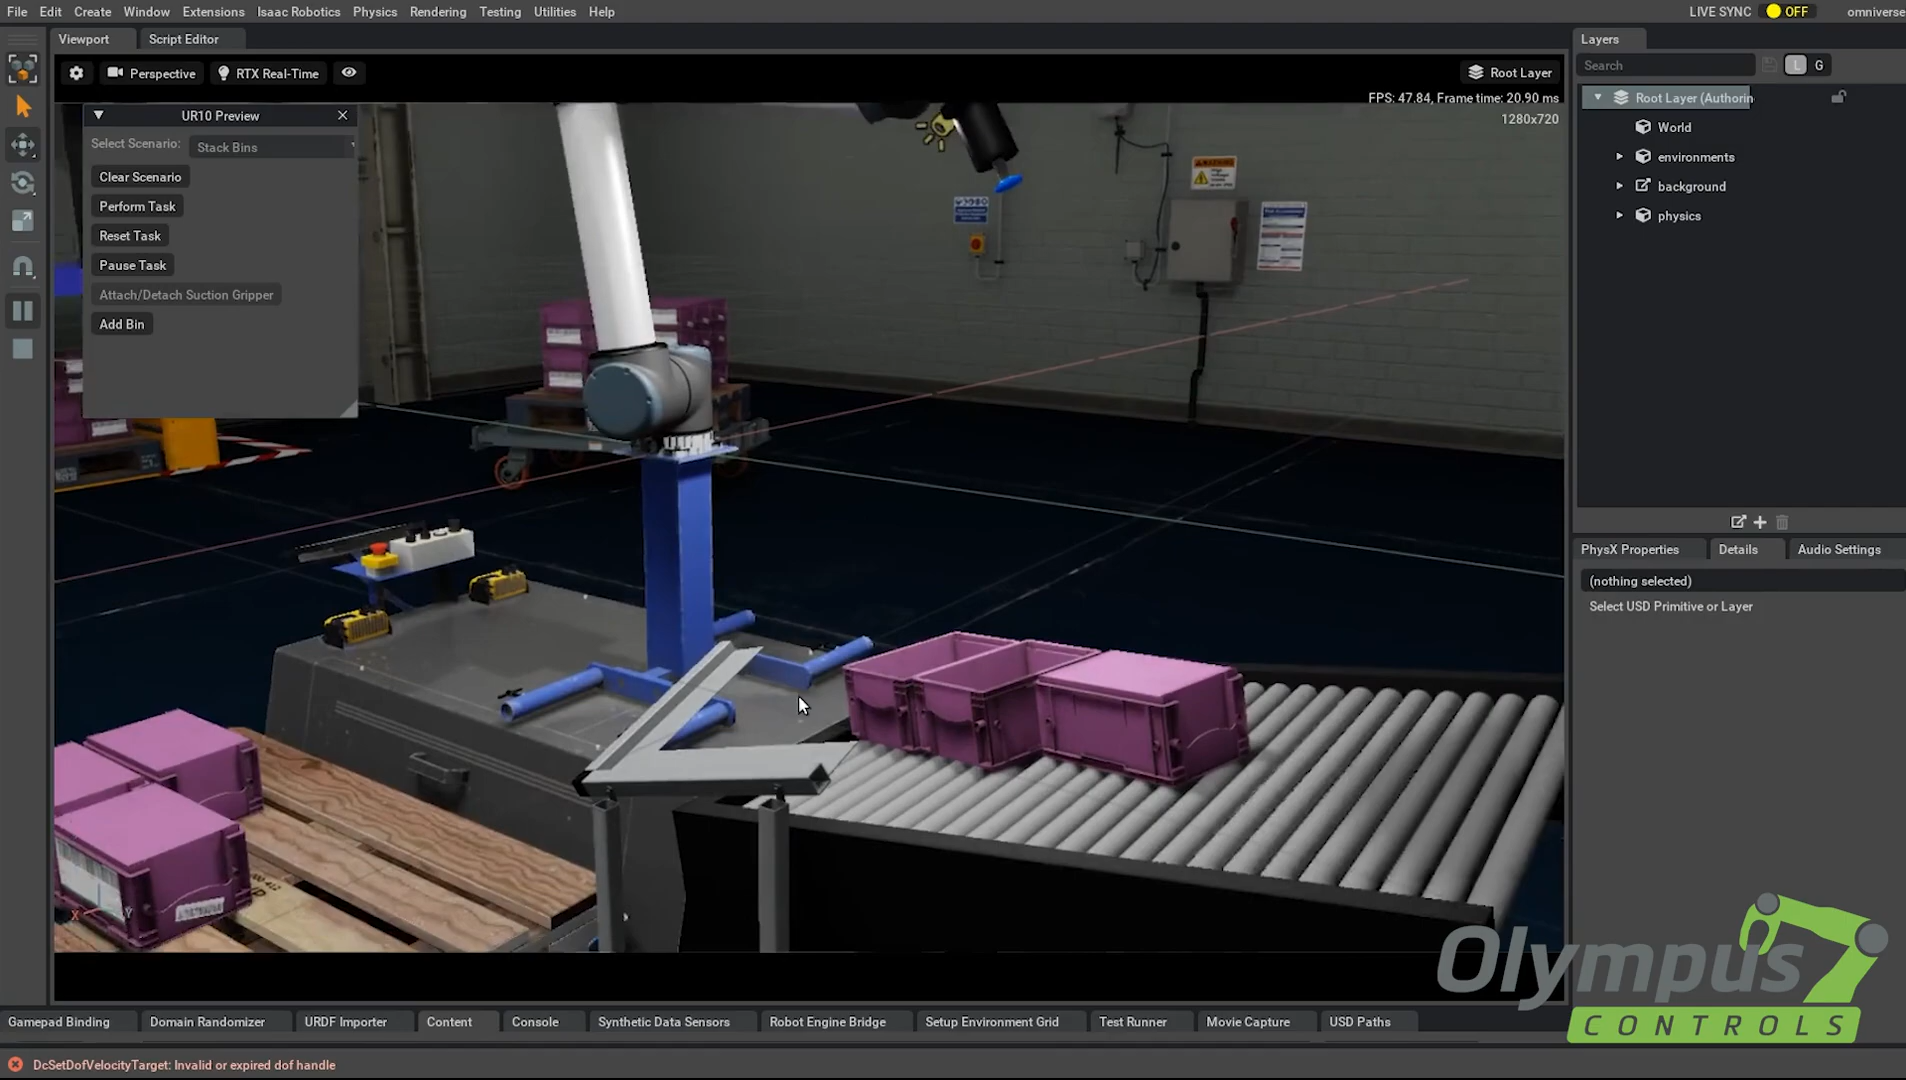 File Edit Create Window Extensions Isaac Robotics Physics Rendering Testing Utilities Help
LIVE SYNC OFF omniverse
Viewport Script Editor
Layers
Perspective RTX Real-Time
Root Layer
Search
L G
FPS: 47.84, Frame time: 20.90 ms
1280x720
UR10 Preview
Select Scenario: Stack Bins
Clear Scenario
Perform Task
Reset Task
Pause Task
Attach/Detach Suction Gripper
Add Bin
Root Layer (Authorin
World
environments
background
physics
PhysX Properties Details Audio Settings
(nothing selected)
Select USD Primitive or Layer
X Y
Olympus
CONTROLS
Gamepad Binding Domain Randomizer URDF Importer Content Console Synthetic Data Sensors Robot Engine Bridge Setup Environment Grid Test Runner Movie Capture USD Paths
DcSetDofVelocityTarget: Invalid or expired dof handle